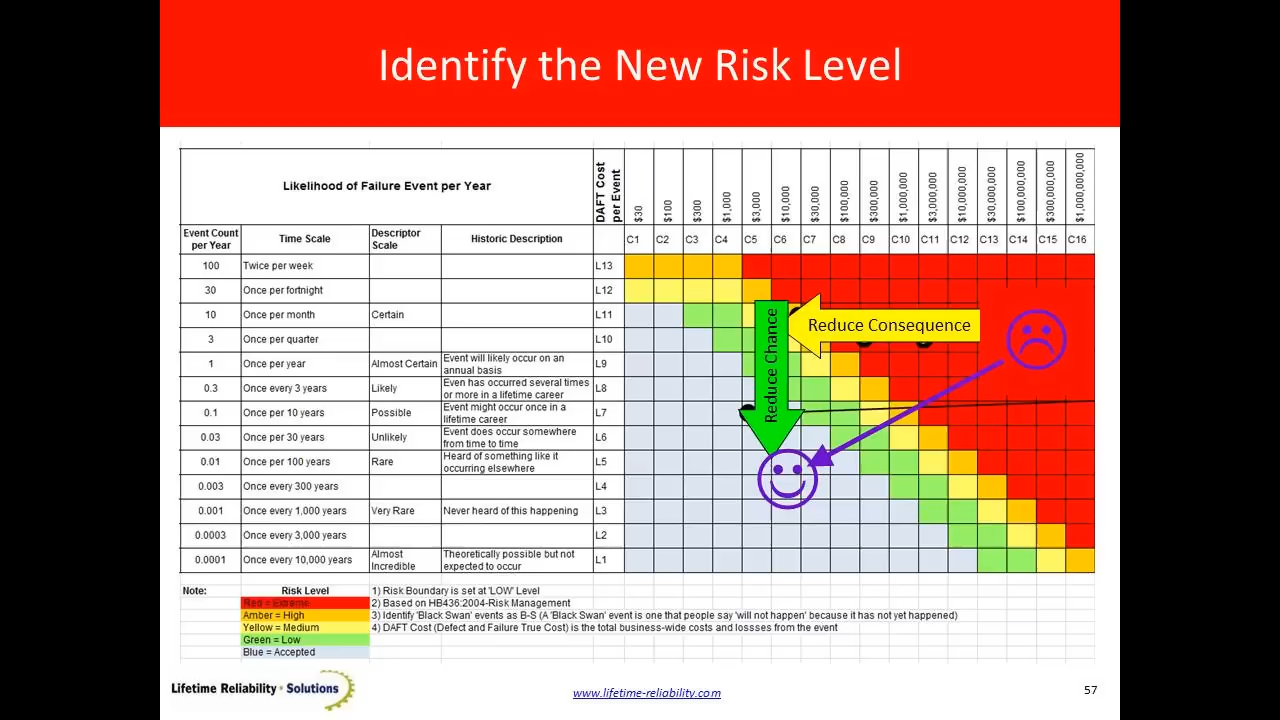 Identify the New Risk Level
Likelihood of Failure Event per Year
DAFT Cost per Event
$30
$100
$300
$1,000
$3,000
$10,000
$30,000
$100,000
$300,000
$1,000,000
$3,000,000
$10,000,000
$30,000,000
$100,000,000
$300,000,000
$1,000,000,000
Event Count per Year Time Scale Descriptor Scale Historic Description C1 C2 C3 C4 C5 C6 C7 C8 C9 C10 C11 C12 C13 C14 C15 C16
100 Twice per week L13
30 Once per fortnight L12
10 Once per month Certain L11
3 Once per quarter L10
1 Once per year Almost Certain Event will likely occur on an annual basis L9
0.3 Once every 3 years Likely Even has occurred several times or more in a lifetime career L8
0.1 Once per 10 years Possible Event might occur once in a lifetime career L7
0.03 Once per 30 years Unlikely Event does occur somewhere from time to time L6
0.01 Once per 100 years Rare Heard of something like it occurring elsewhere L5
0.003 Once every 300 years L4
0.001 Once every 1,000 years Very Rare Never heard of this happening L3
0.0003 Once every 3,000 years L2
0.0001 Once every 10,000 years Almost Incredible Theoretically possible but not expected to occur L1
Reduce Chance
Reduce Consequence
Note: Risk Level 1) Risk Boundary is set at 'LOW' Level
Red = Extreme 2) Based on HB436:2004-Risk Management
Amber = High 3) Identify 'Black Swan' events as B-S (A 'Black Swan' event is one that people say 'will not happen' because it has not yet happened)
Yellow = Medium 4) DAFT Cost (Defect and Failure True Cost) is the total business-wide costs and lossses from the event
Green = Low
Blue = Accepted
Lifetime Reliability • Solutions
www.lifetime-reliability.com
57